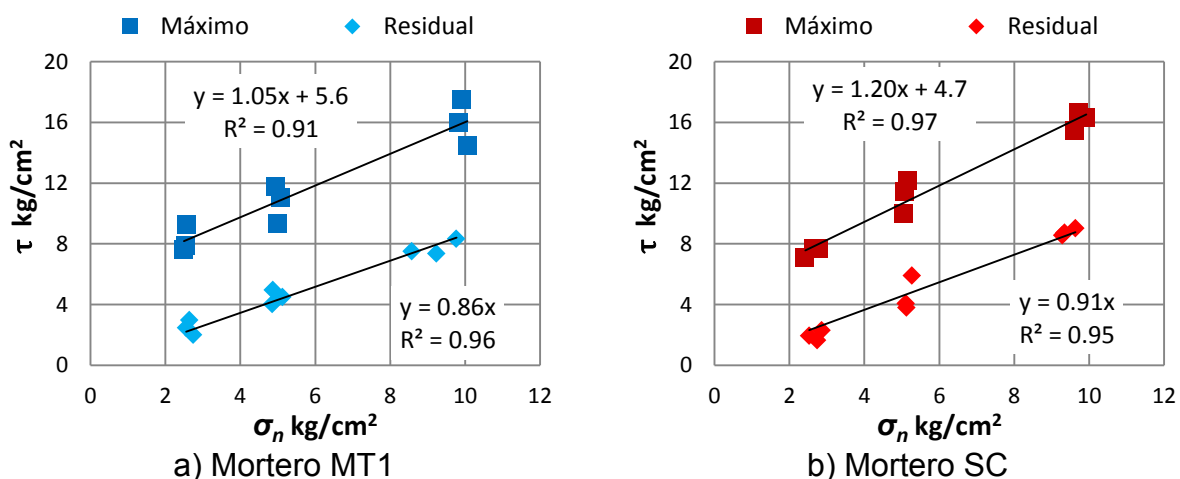 Máximo Residual
20
16
12
8
4
0
τ kg/cm²
y = 1.05x + 5.6
R² = 0.91
y = 0.86x
R² = 0.96
0 2 4 6 8 10 12
σn kg/cm²
a) Mortero MT1
Máximo Residual
20
16
12
8
4
0
τ kg/cm²
y = 1.20x + 4.7
R² = 0.97
y = 0.91x
R² = 0.95
0 2 4 6 8 10 12
σn kg/cm²
b) Mortero SC